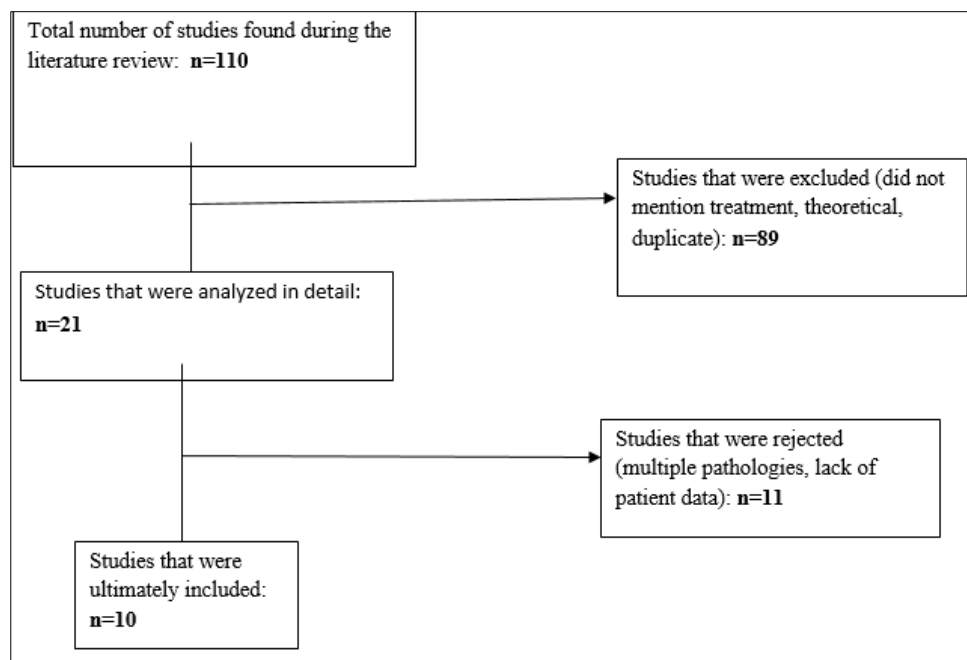 Total number of studies found during the
literature review: n=110
Studies that were excluded (did not
mention treatment, theoretical,
duplicate): n=89
Studies that were analyzed in detail:
n=21
Studies that were rejected
(multiple pathologies, lack of
patient data): n=11
Studies that were
ultimately included:
n=10